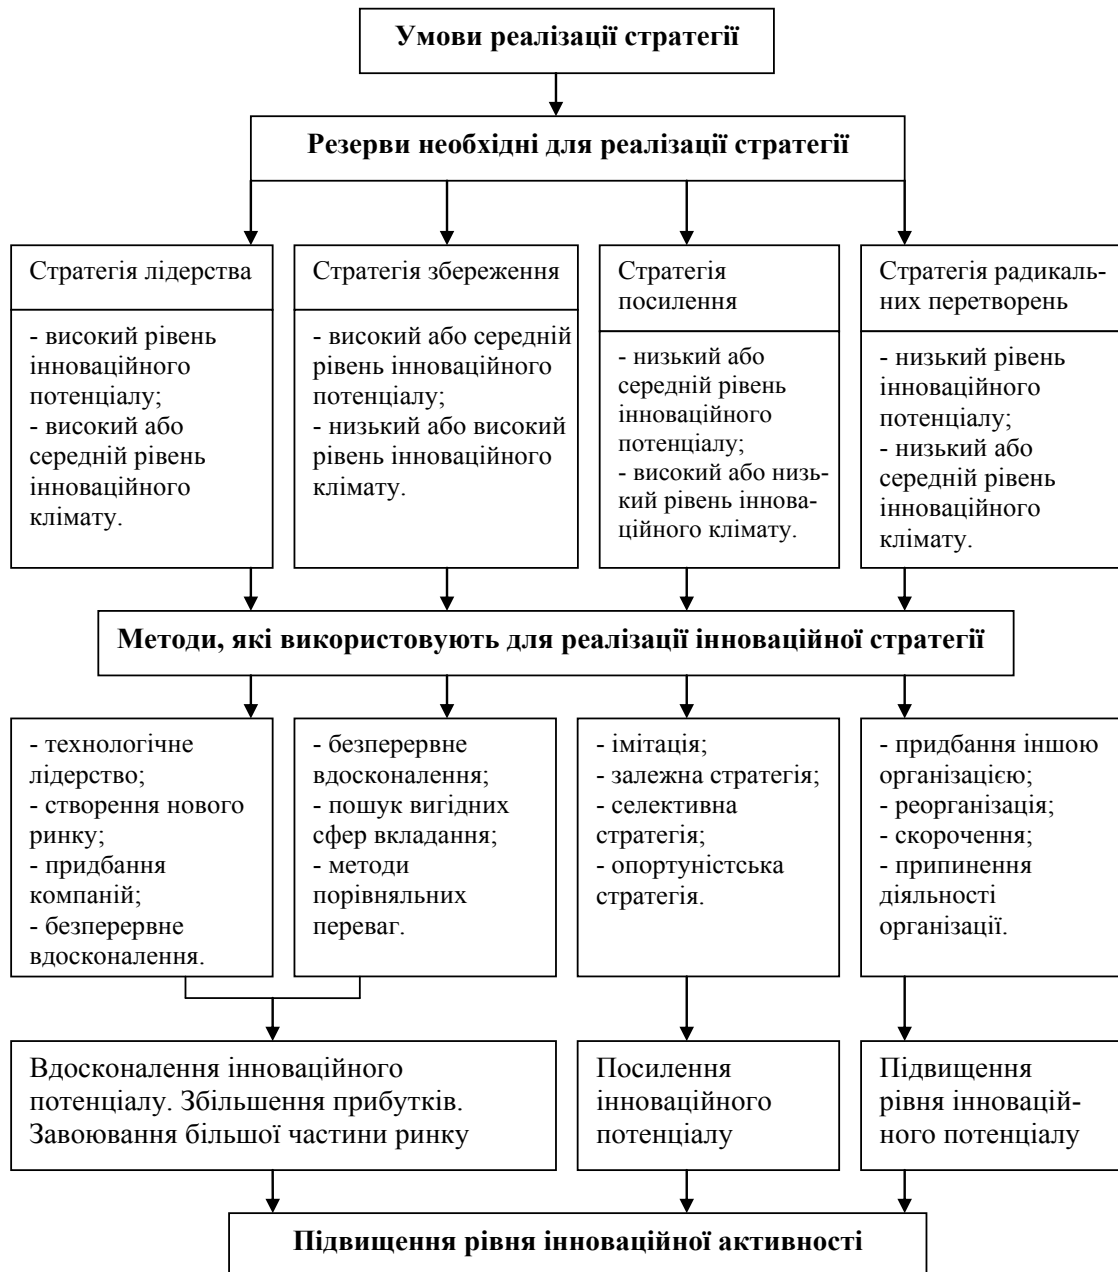 Умови реалізації стратегії
Резерви необхідні для реалізації стратегії
Стратегія лідерства
- високий рівень
інноваційного
потенціалу;
- високий або
середній рівень
інноваційного
клімату.
Стратегія збереження
- високий або середній
рівень інноваційного
потенціалу;
- низький або високий
рівень інноваційного
клімату.
Стратегія
посилення
- низький або
середній рівень
інноваційного
потенціалу;
- високий або низь-
кий рівень іннова-
ційного клімату.
Стратегія радикаль-
них перетворень
- низький рівень
інноваційного
потенціалу;
- низький або
середній рівень
інноваційного
клімату.
Методи, які використовують для реалізації інноваційної стратегії
- технологічне
лідерство;
- створення нового
ринку;
- придбання
компаній;
- безперервне
вдосконалення.
- безперервне
вдосконалення;
- пошук вигідних
сфер вкладання;
- методи
порівняльних
переваг.
- імітація;
- залежна стратегія;
- селективна
стратегія;
- опортуністська
стратегія.
- придбання іншою
організацією;
- реорганізація;
- скорочення;
- припинення
діяльності
організації.
Вдосконалення інноваційного
потенціалу. Збільшення прибутків.
Завоювання більшої частини ринку
Посилення
інноваційного
потенціалу
Підвищення
рівня інновацій-
ного потенціалу
Підвищення рівня інноваційної активності